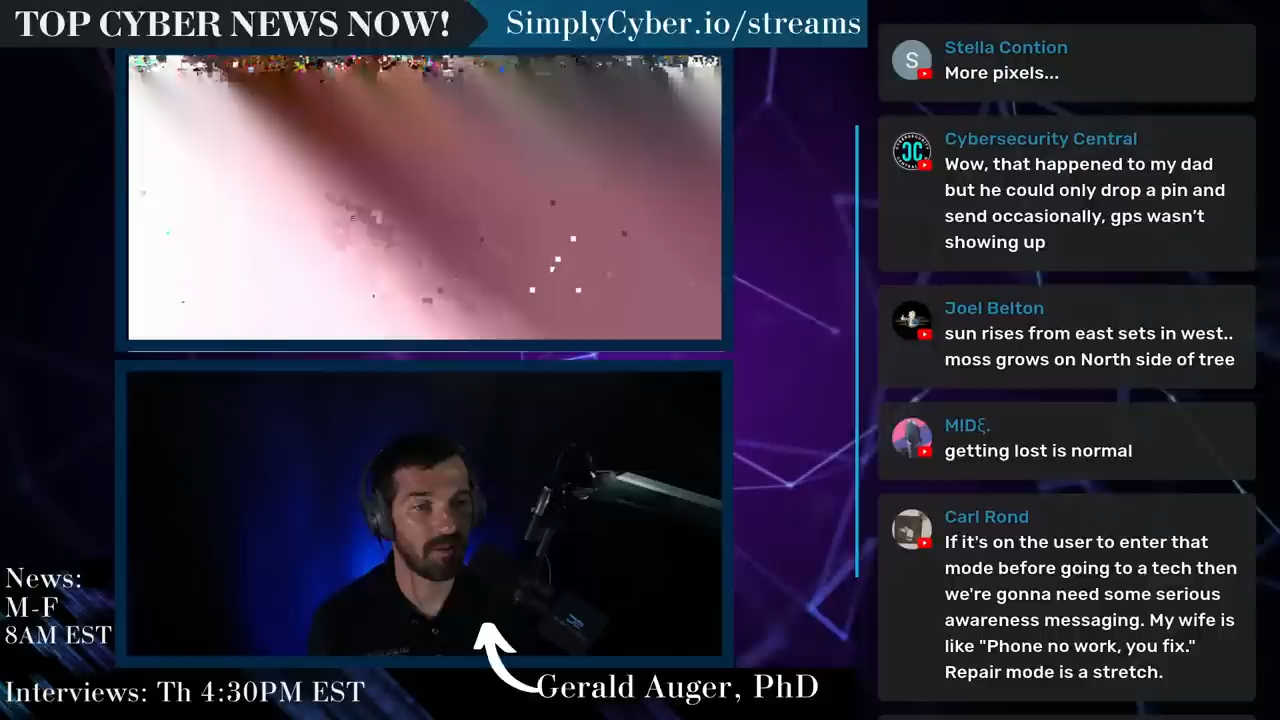 TOP CYBER NEWS NOW!
SimplyCyber.io/streams
News:
M-F
8AM EST
Interviews: Th 4:30PM EST
Gerald Auger, PhD
S
Stella Contion
More pixels...
Cybersecurity Central
Wow, that happened to my dad
but he could only drop a pin and
send occasionally, gps wasn’t
showing up
Joel Belton
sun rises from east sets in west..
moss grows on North side of tree
M!Dξ.
getting lost is normal
Carl Rond
If it's on the user to enter that
mode before going to a tech then
we're gonna need some serious
awareness messaging. My wife is
like "Phone no work, you fix."
Repair mode is a stretch.